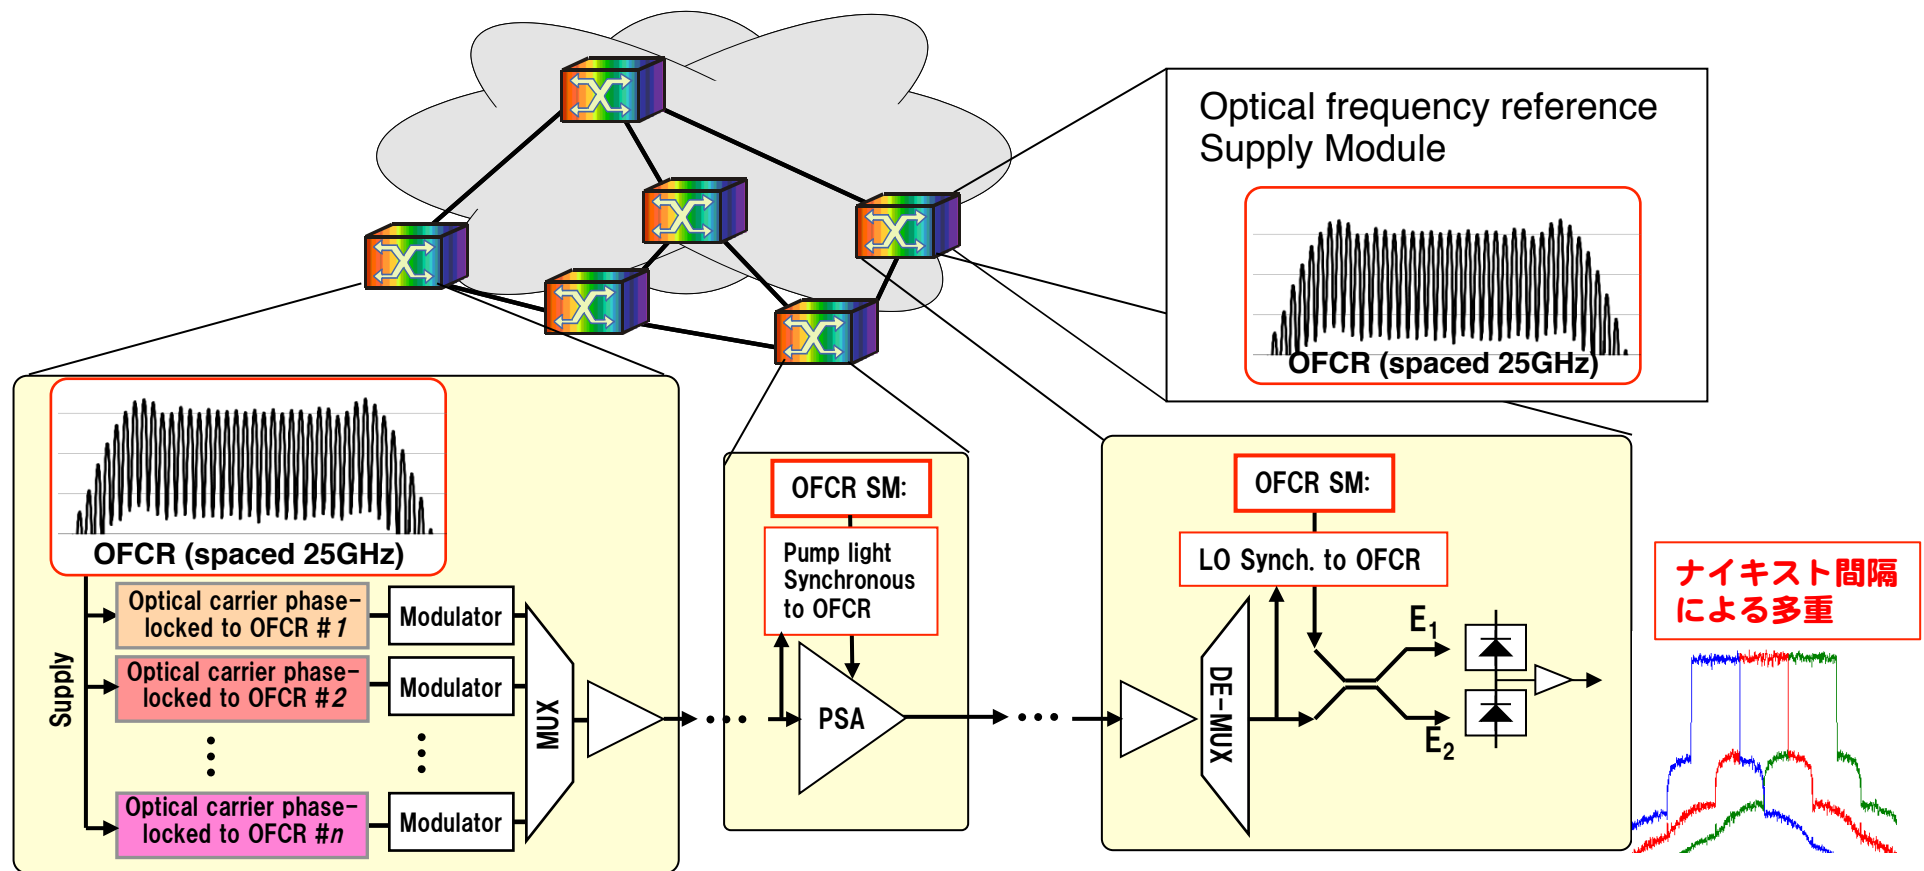 Optical frequency reference
Supply Module
OFCR (spaced 25GHz)
OFCR (spaced 25GHz)
Supply
Optical carrier phase-
locked to OFCR #1
Modulator
Optical carrier phase-
locked to OFCR #2
Modulator
Optical carrier phase-
locked to OFCR #n
Modulator
MUX
OFCR SM:
Pump light
Synchronous
to OFCR
PSA
OFCR SM:
LO Synch. to OFCR
DE-MUX
E1
E2
ナイキスト間隔
による多重